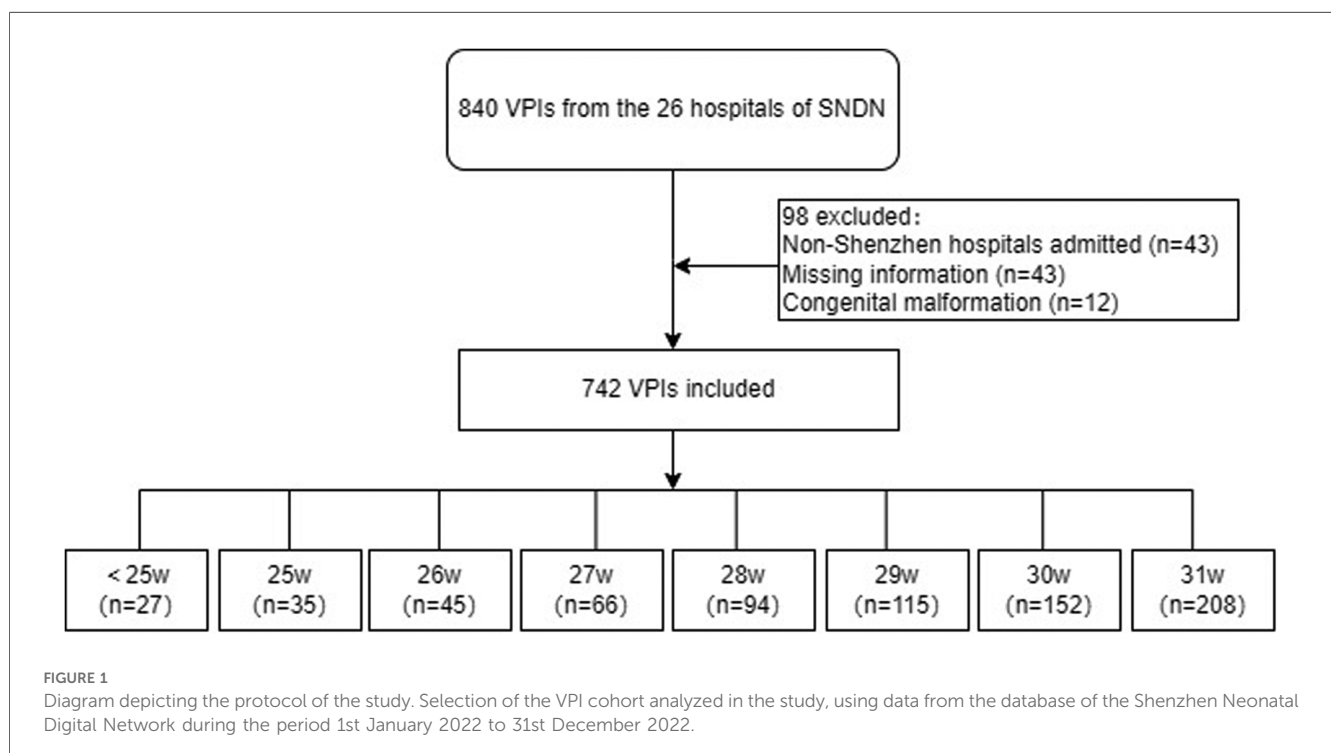 840 VPIs from the 26 hospitals of SNDN
98 excluded:
Non-Shenzhen hospitals admitted (n=43)
Missing information (n=43)
Congenital malformation (n=12)
742 VPIs included
<25w
(n=27)
25w
(n=35)
26w
(n=45)
27w
(n=66)
28w
(n=94)
29w
(n=115)
30w
(n=152)
31w
(n=208)
FIGURE 1
Diagram depicting the protocol of the study. Selection of the VPI cohort analyzed in the study, using data from the database of the Shenzhen Neonatal
Digital Network during the period 1st January 2022 to 31st December 2022.